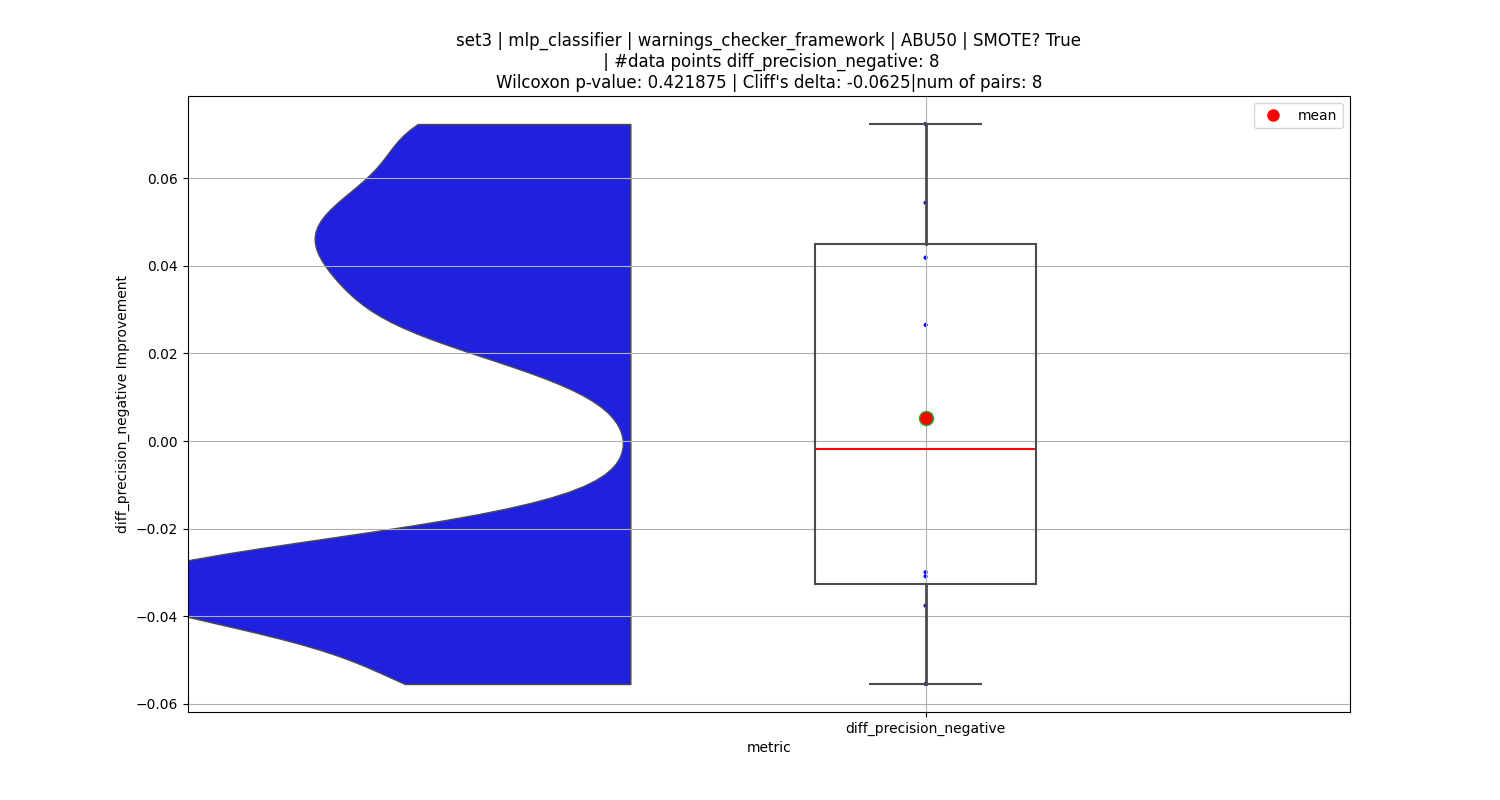 set3 | mlp_classifier | warnings_checker_framework | ABU50 | SMOTE? True
| #data points diff_precision_negative: 8
Wilcoxon p-value: 0.421875 | Cliff's delta: -0.0625|num of pairs: 8
mean
0.06
0.04
0.02
0.00
−0.02
−0.04
−0.06
diff_precision_negative Improvement
diff_precision_negative
metric